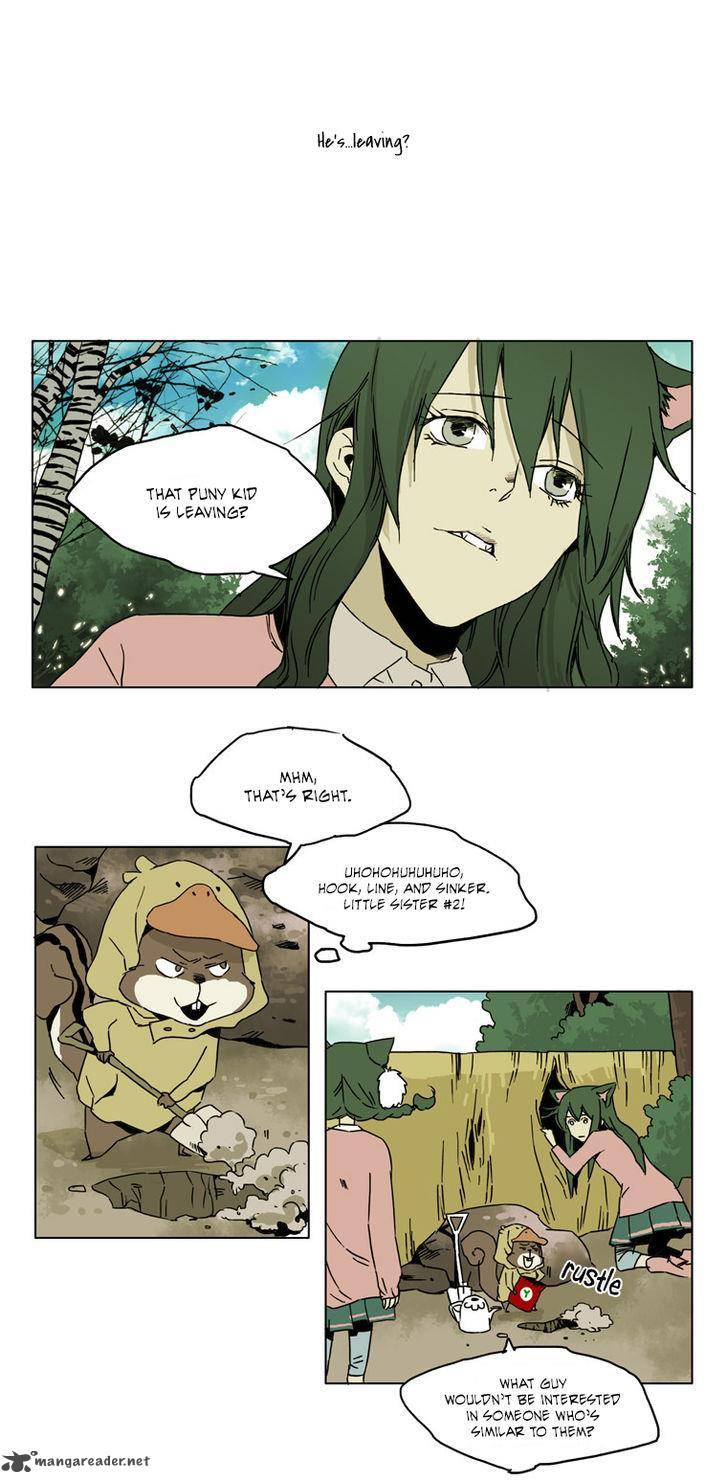 He's...leaving?
THAT PUNY KID
IS LEAVING?
MHM,
THAT'S RIGHT.
UHOHOHUHUHUHO,
HOOK, LINE, AND SINKER.
LITTLE SISTER #2!
rustle
Y
WHAT GUY
WOULDN'T BE INTERESTED
IN SOMEONE WHO'S
SIMILAR TO THEM?
mangareader.net